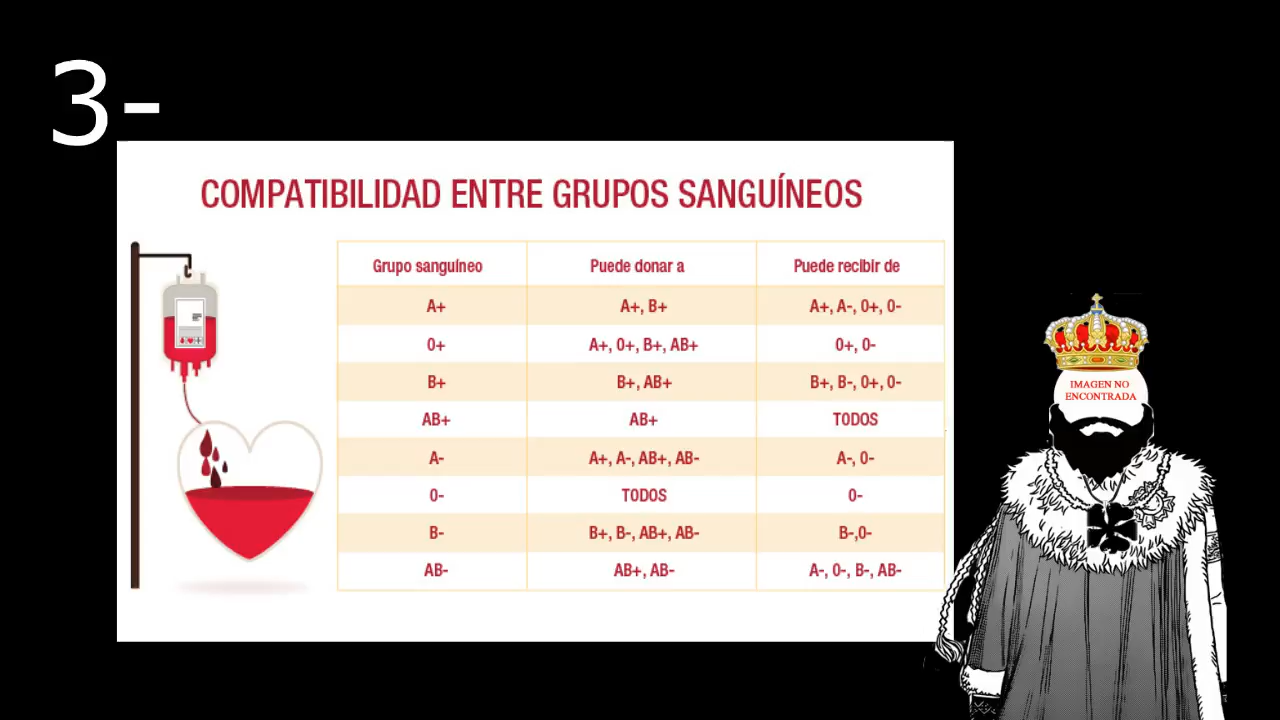 3-
COMPATIBILIDAD ENTRE GRUPOS SANGUÍNEOS
Grupo sanguíneo Puede donar a Puede recibir de
A+ A+, B+ A+, A-, 0+, 0-
0+ A+, 0+, B+, AB+ 0+, 0-
B+ B+, AB+ B+, B-, 0+, 0-
AB+ AB+ TODOS
A- A+, A-, AB+, AB- A-, 0-
0- TODOS 0-
B- B+, B-, AB+, AB- B-,0-
AB- AB+, AB- A-, 0-, B-, AB-
IMAGEN NO
ENCONTRADA